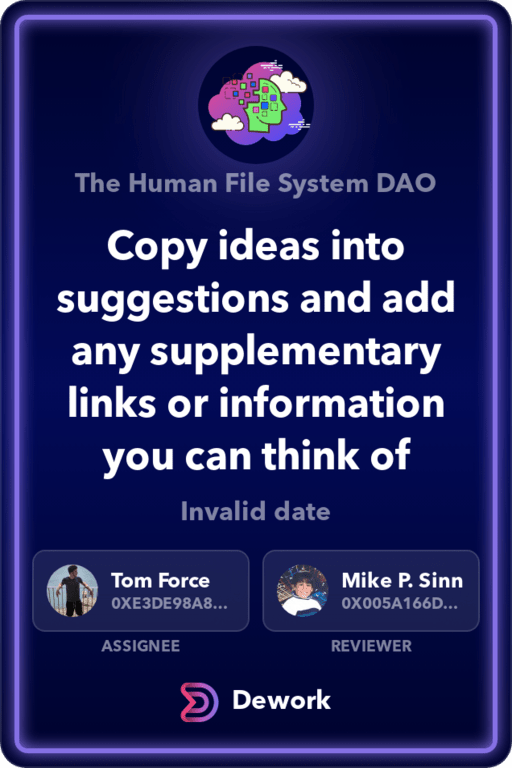 The Human File System DAO
Copy ideas into
suggestions and add
any supplementary
links or information
you can think of
Invalid date
Tom Force
0XE3DE98A8...
ASSIGNEE
Mike P. Sinn
0X005A166D...
REVIEWER
Dework